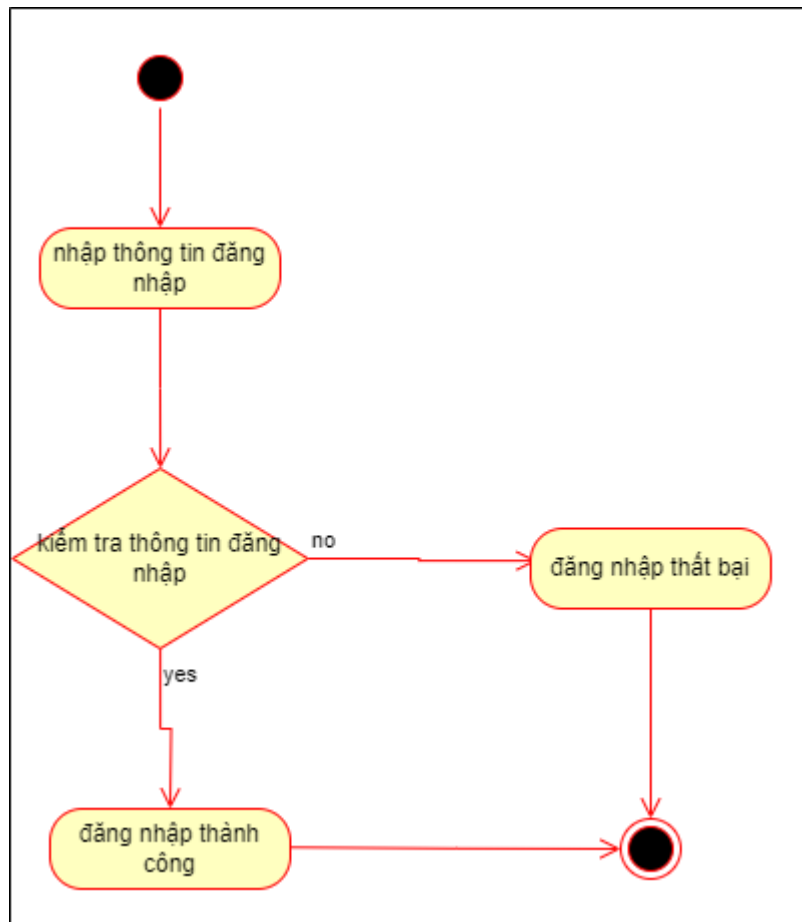 nhập thông tin đăng
nhập
kiểm tra thông tin đăng
nhập
no
đăng nhập thất bại
yes
đăng nhập thành
công